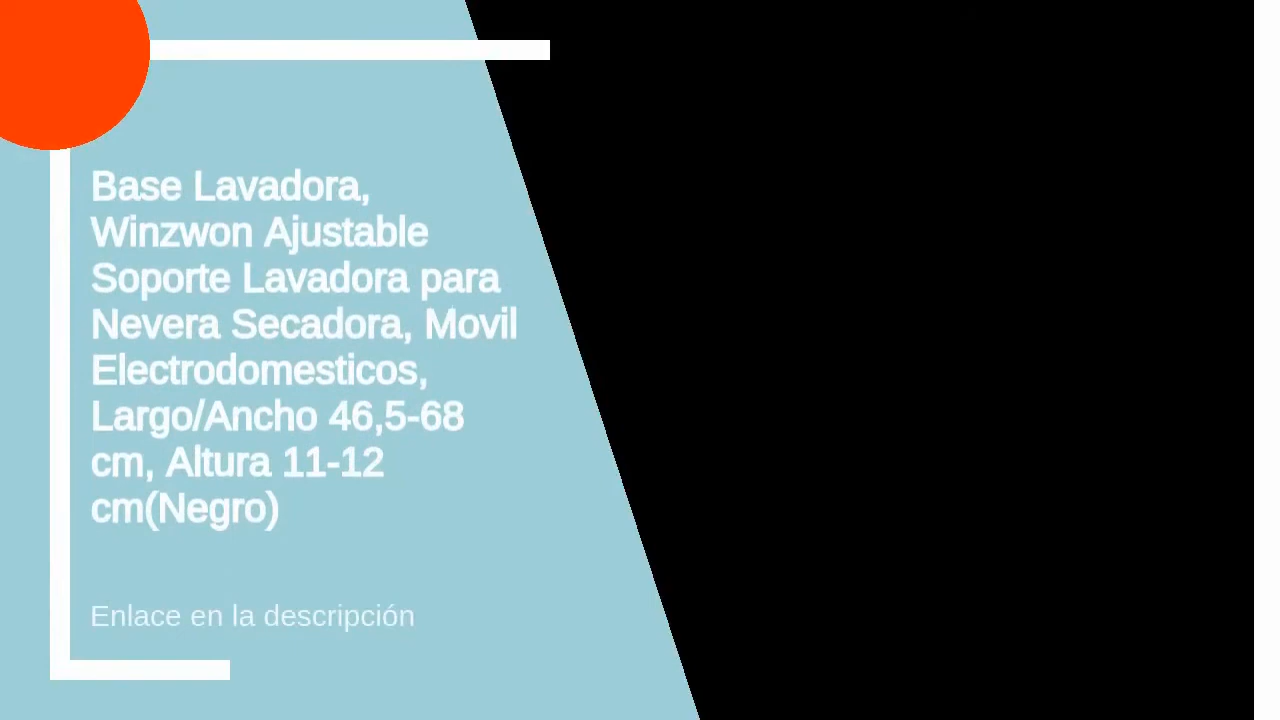 Base Lavadora,
Winzwon Ajustable
Soporte Lavadora para
Nevera Secadora, Movil
Electrodomesticos,
Largo/Ancho 46,5-68
cm, Altura 11-12
cm(Negro)
Enlace en la descripción